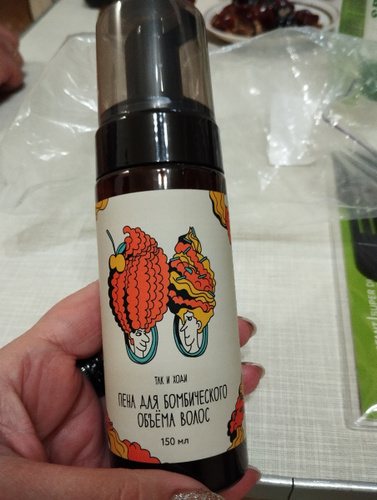 ТАК И ХОДИ
ПЕНА ДЛЯ БОМБИЧЕСКОГО
ОБЪЁМА ВОЛОС
150 мл